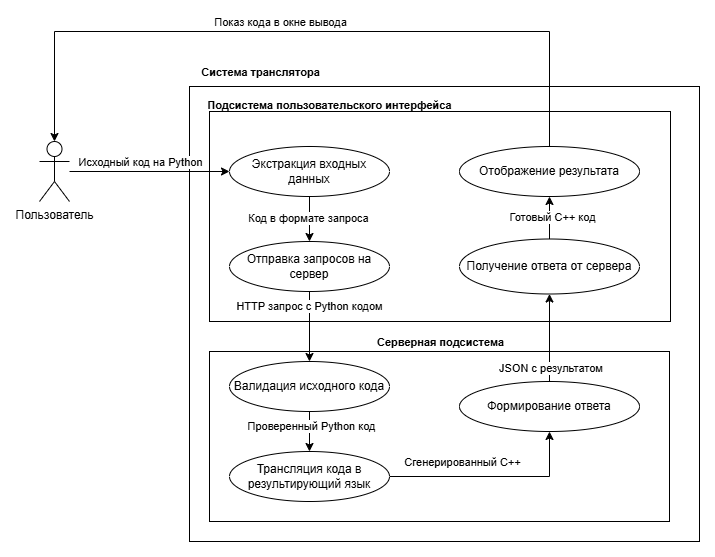 Показ кода в окне вывода
Система транслятора
Подсистема пользовательского интерфейса
Исходный код на Python
Пользователь
Экстракция входных
данных
Отображение результата
Код в формате запроса
Готовый C++ код
Отправка запросов на
сервер
Получение ответа от сервера
HTTP запрос с Python кодом
Серверная подсистема
JSON с результатом
Валидация исходного кода
Формирование ответа
Проверенный Python код
Трансляция кода в
результирующий язык
Сгенерированный C++